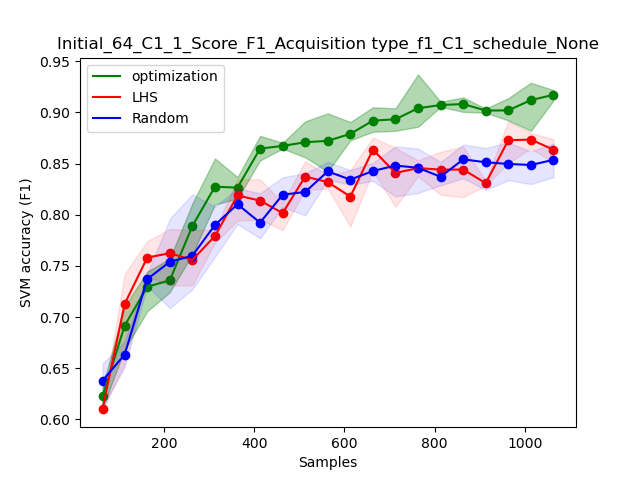 Initial_64_C1_1_Score_F1_Acquisition type_f1_C1_schedule_None
optimization
LHS
Random
SVM accuracy (F1)
0.95
0.90
0.85
0.80
0.75
0.70
0.65
0.60
200 400 600 800 1000
Samples